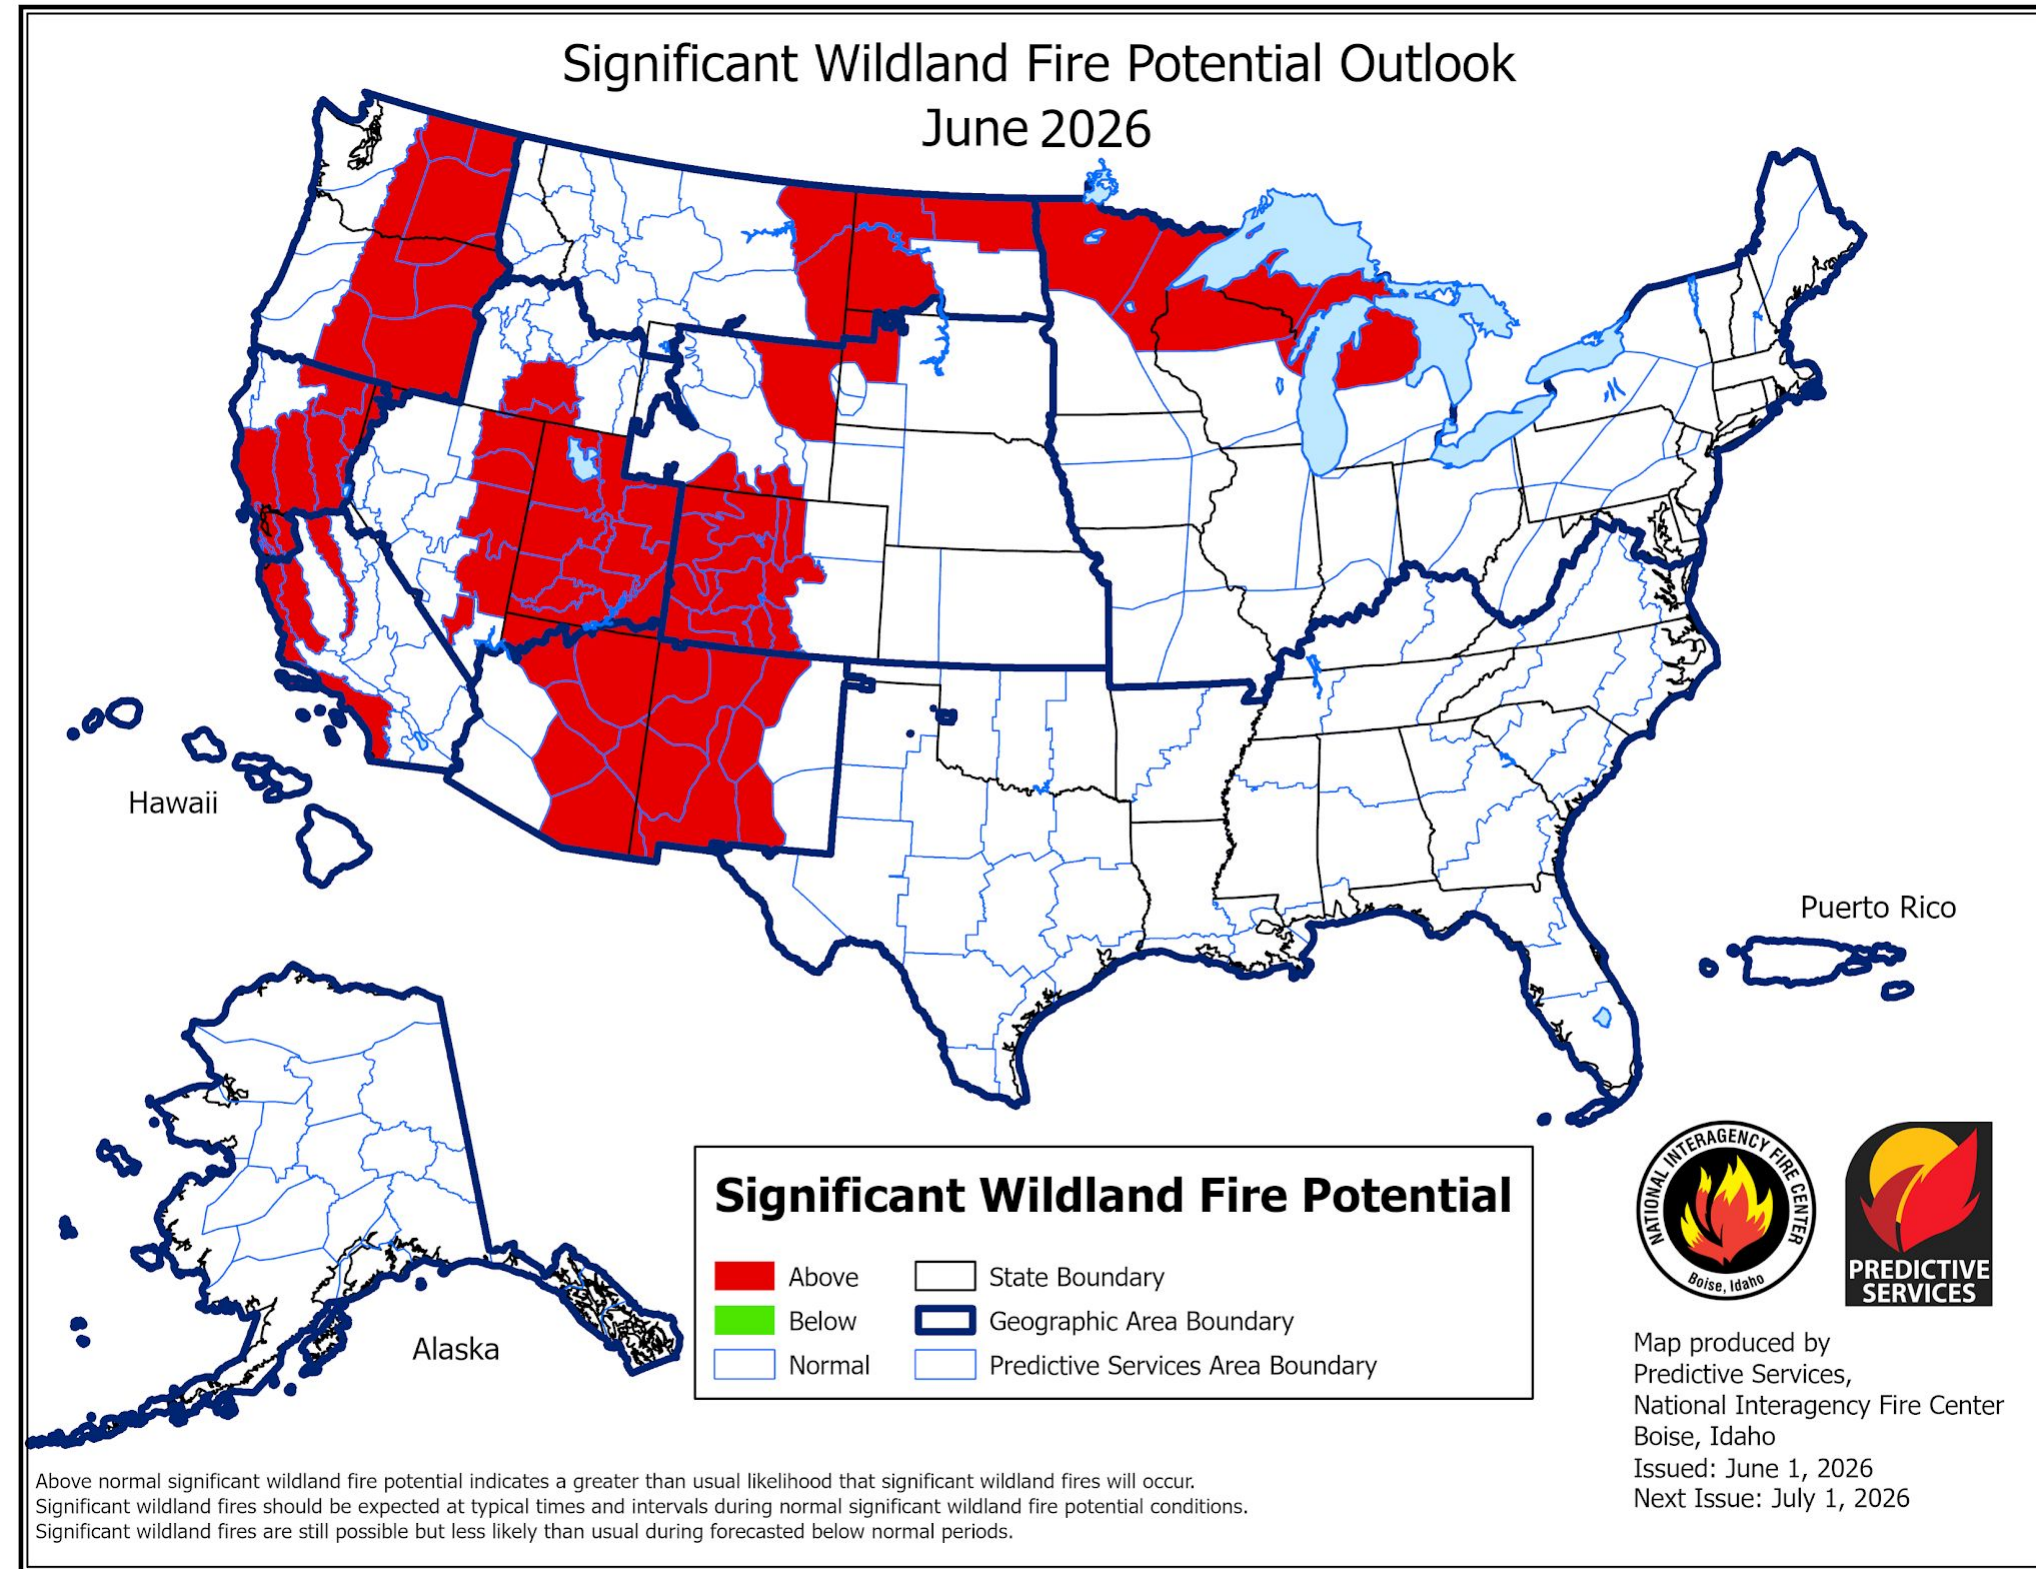 Significant Wildland Fire Potential Outlook
June 2026
Hawaii
Puerto Rico
Alaska
Significant Wildland Fire Potential
Above
State Boundary
Below
Geographic Area Boundary
Normal
Predictive Services Area Boundary
NATIONAL INTERAGENCY FIRE CENTER
Boise, Idaho
PREDICTIVE
SERVICES
Map produced by
Predictive Services,
National Interagency Fire Center
Boise, Idaho
Issued: June 1, 2026
Next Issue: July 1, 2026
Above normal significant wildland fire potential indicates a greater than usual likelihood that significant wildland fires will occur.
Significant wildland fires should be expected at typical times and intervals during normal significant wildland fire potential conditions.
Significant wildland fires are still possible but less likely than usual during forecasted below normal periods.